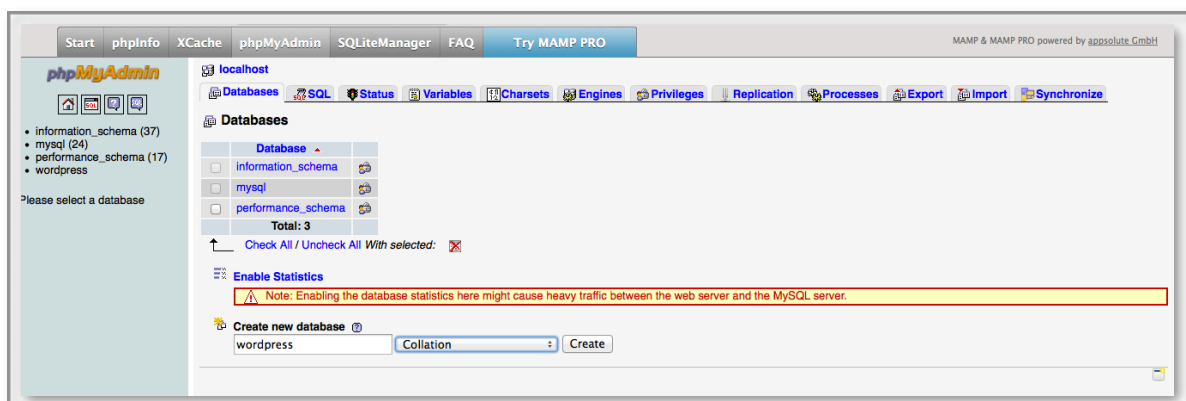 Start phpInfo XCache phpMyAdmin SQLiteManager FAQ Try MAMP PRO MAMP & MAMP PRO powered by appsolute GmbH
phpMyAdmin
SQL
information_schema (37)
mysql (24)
performance_schema (17)
wordpress
Please select a database
localhost
Databases SQL Status Variables Charsets Engines Privileges Replication Processes Export Import Synchronize
Databases
Database
information_schema
mysql
performance_schema
Total: 3
Check All / Uncheck All With selected:
Enable Statistics
Note: Enabling the database statistics here might cause heavy traffic between the web server and the MySQL server.
Create new database
wordpress Collation Create